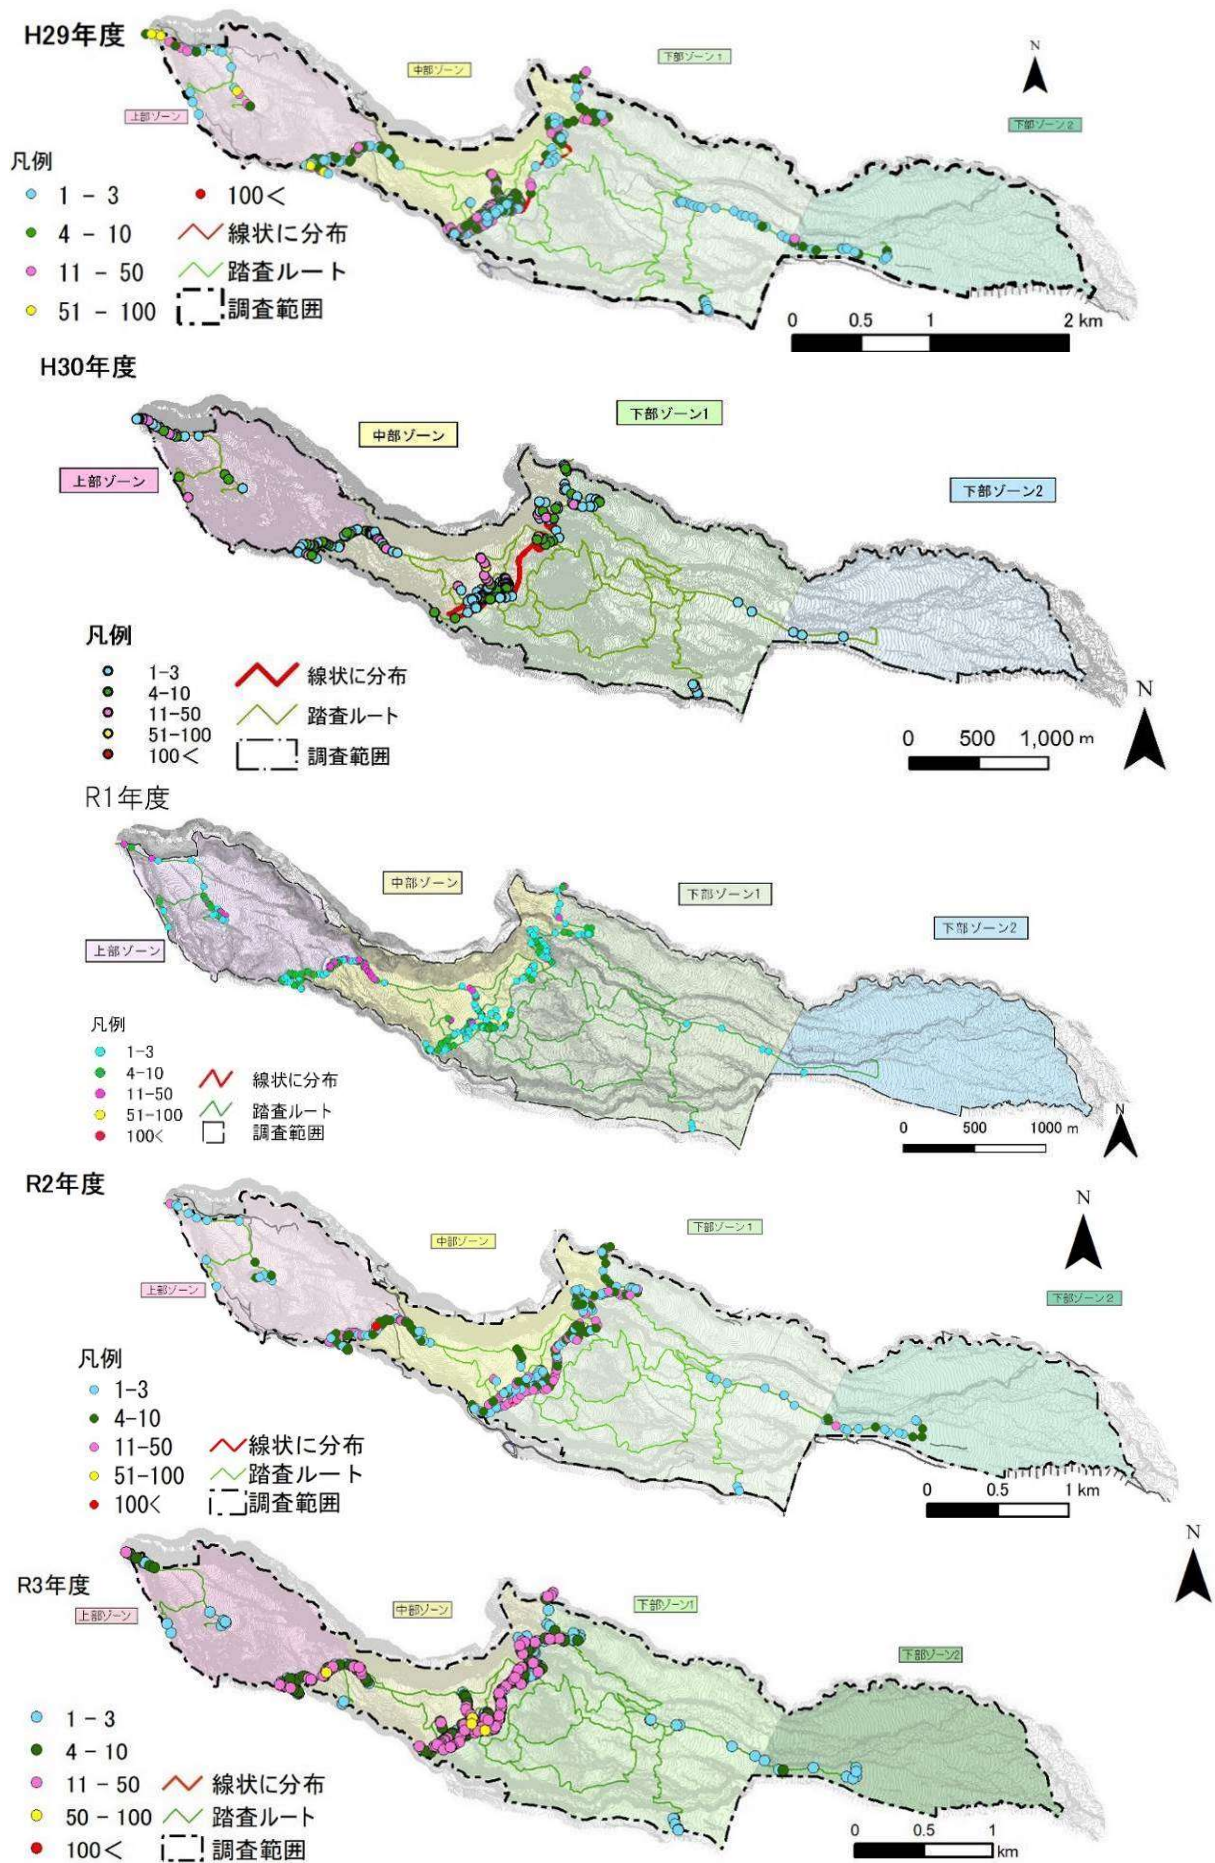 H29年度
N
中部ゾーン
下部ゾーン1
上部ゾーン
下部ゾーン2
凡例
1 - 3
100<
4 - 10
線状に分布
11 - 50
踏査ルート
51 - 100
調査範囲
0 0.5 1 2 km
H30年度
中部ゾーン
下部ゾーン1
上部ゾーン
下部ゾーン2
凡例
1-3
線状に分布
4-10
11-50
踏査ルート
51-100
100<
調査範囲
N
0 500 1,000 m
R1年度
中部ゾーン
下部ゾーン1
上部ゾーン
下部ゾーン2
凡例
1-3
4-10
線状に分布
11-50
51-100
踏査ルート
100<
調査範囲
N
0 500 1000 m
R2年度
N
中部ゾーン
下部ゾーン1
上部ゾーン
下部ゾーン2
凡例
1-3
4-10
11-50
線状に分布
51-100
踏査ルート
100<
調査範囲
0 0.5 1 km
N
R3年度
上部ゾーン
中部ゾーン
下部ゾーン1
下部ゾーン2
1 - 3
4 - 10
11 - 50
線状に分布
50 - 100
踏査ルート
100<
調査範囲
0 0.5 1
km